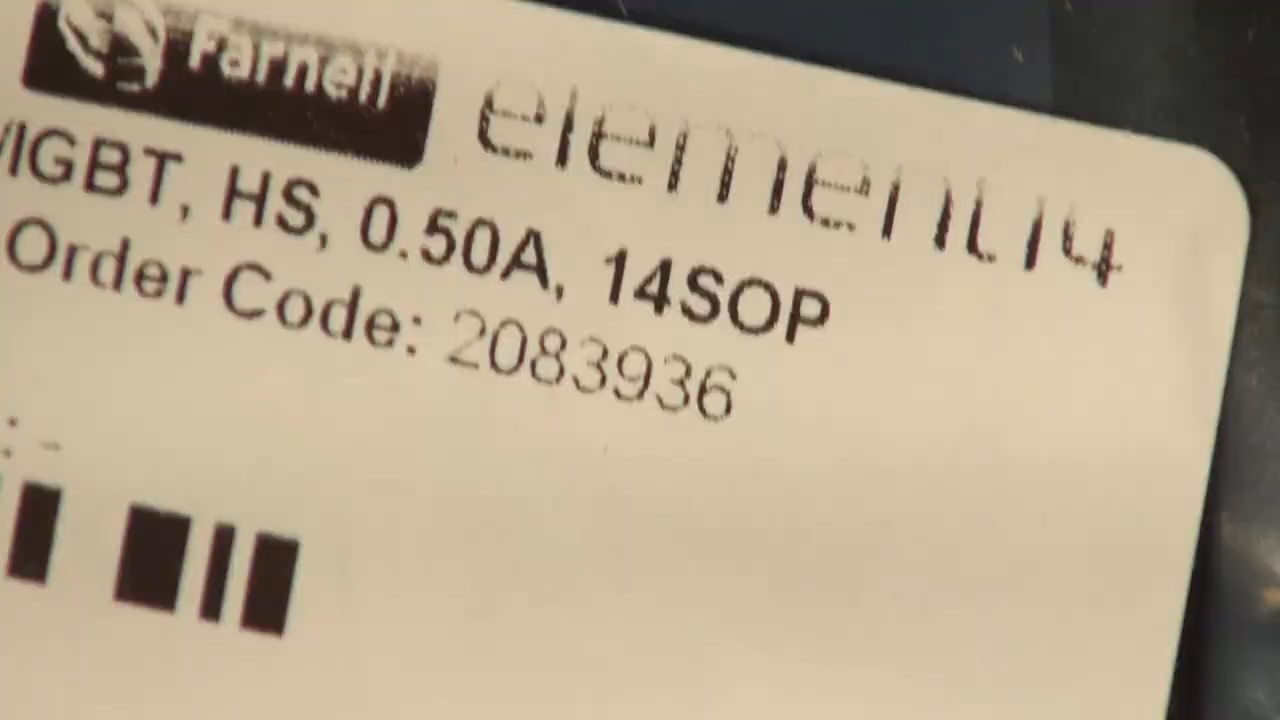 Farnell element14
/IGBT, HS, 0.50A, 14SOP
Order Code: 2083936
: -